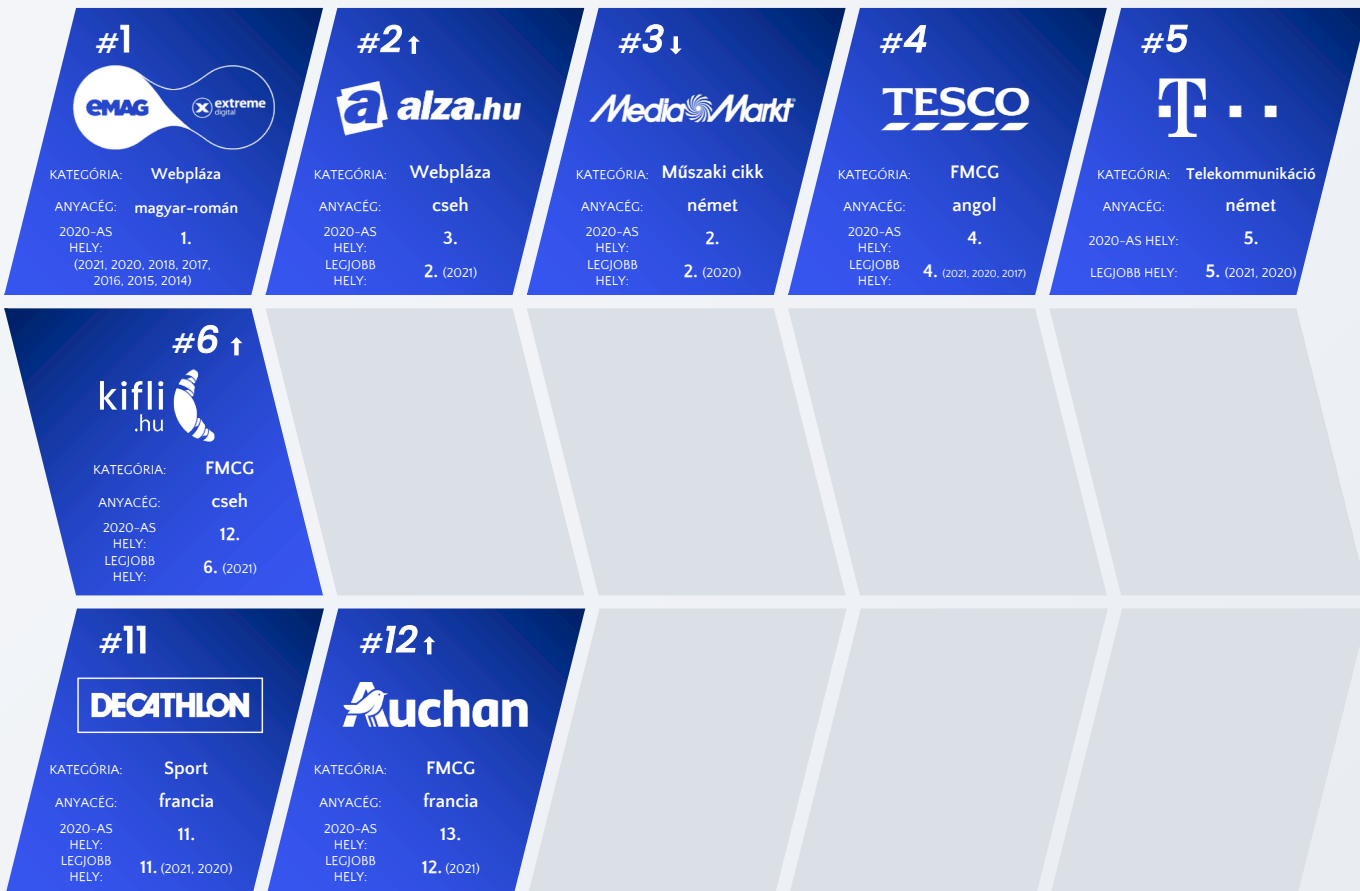 #1
eMAG extreme digital
KATEGÓRIA: Webpláza
ANYACÉG: magyar-román
2020-AS HELY: 1.
(2021, 2020, 2018, 2017,
2016, 2015, 2014)
#2 ↑
a alza.hu
KATEGÓRIA: Webpláza
ANYACÉG: cseh
2020-AS HELY: 3.
LEGJOBB HELY: 2. (2021)
#3 ↓
MediaMarkt
KATEGÓRIA: Műszaki cikk
ANYACÉG: német
2020-AS HELY: 2.
LEGJOBB HELY: 2. (2020)
#4
TESCO
KATEGÓRIA: FMCG
ANYACÉG: angol
2020-AS HELY: 4.
LEGJOBB HELY: 4. (2021, 2020, 2017)
#5
T
KATEGÓRIA: Telekommunikáció
ANYACÉG: német
2020-AS HELY: 5.
LEGJOBB HELY: 5. (2021, 2020)
#6 ↑
kifli
.hu
KATEGÓRIA: FMCG
ANYACÉG: cseh
2020-AS HELY: 12.
LEGJOBB HELY: 6. (2021)
#11
DECATHLON
KATEGÓRIA: Sport
ANYACÉG: francia
2020-AS HELY: 11.
LEGJOBB HELY: 11. (2021, 2020)
#12 ↑
Auchan
KATEGÓRIA: FMCG
ANYACÉG: francia
2020-AS HELY: 13.
LEGJOBB HELY: 12. (2021)